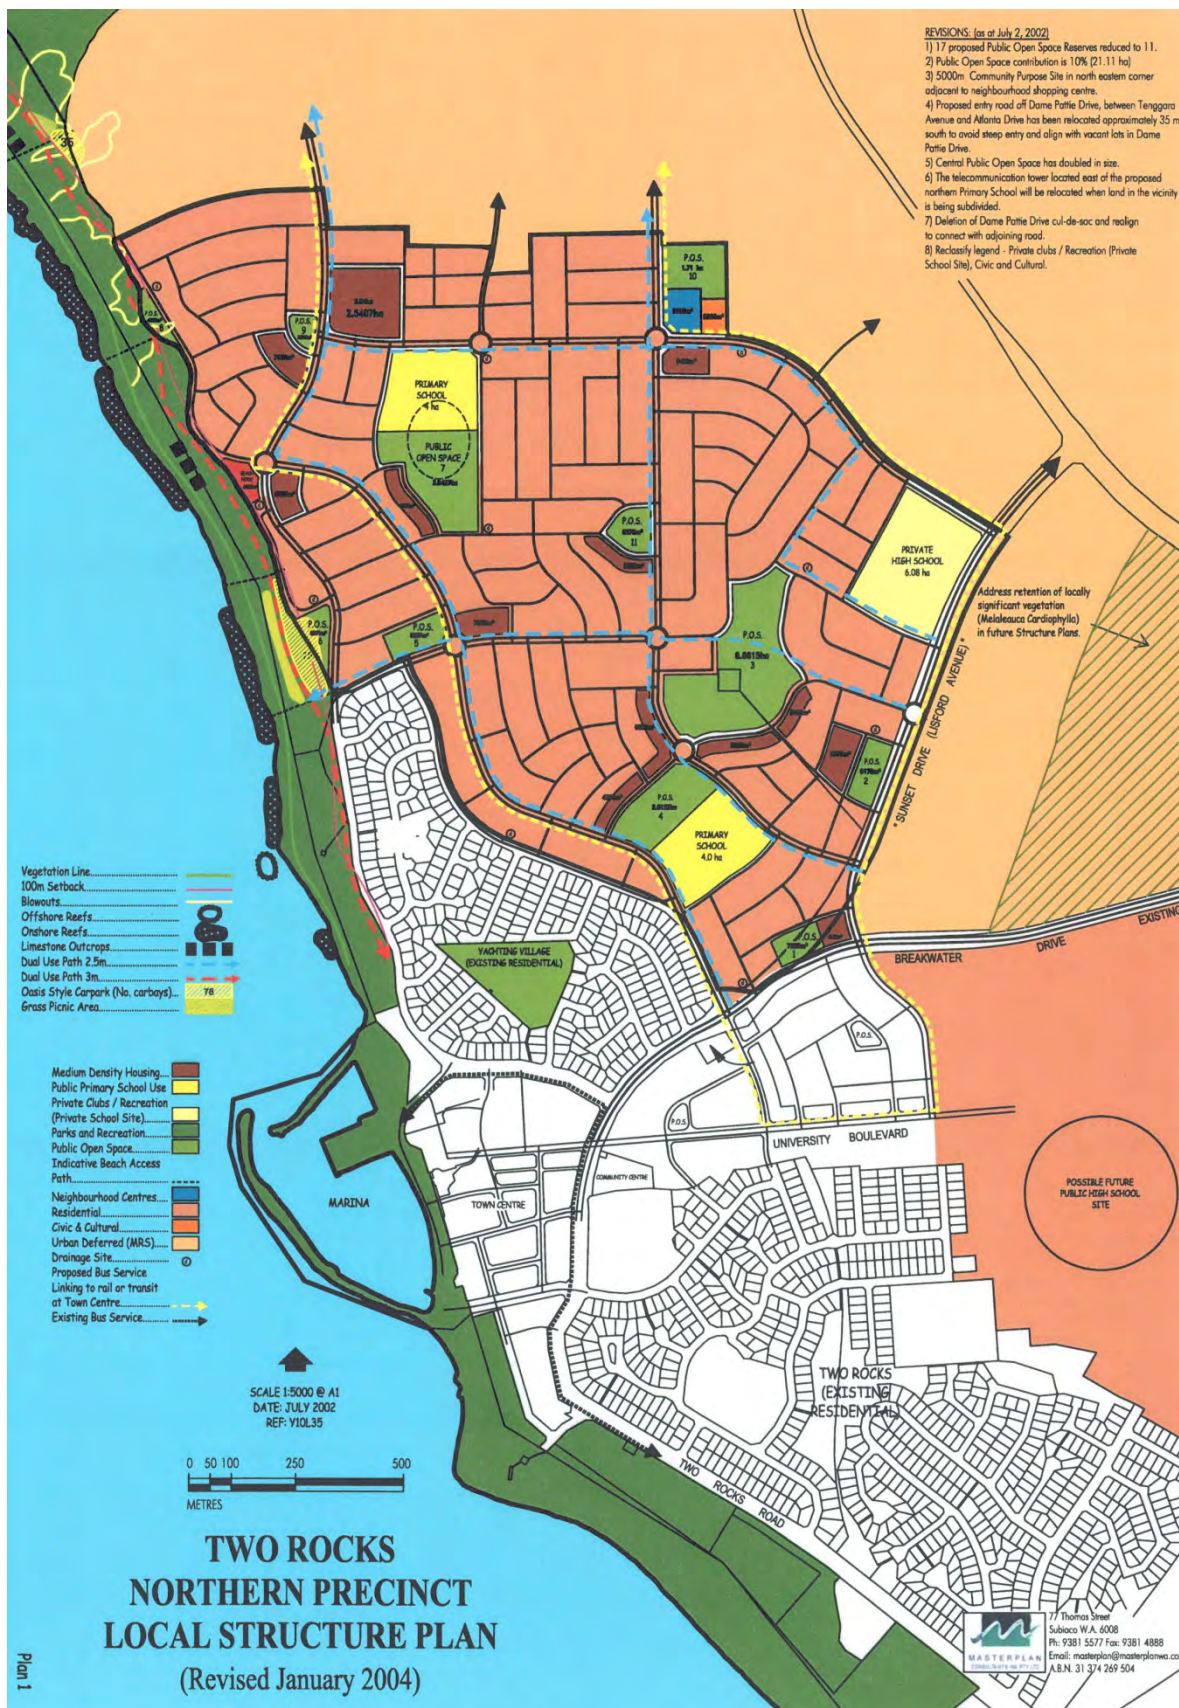 REVISIONS: (as at July 2, 2002)
1) 17 proposed Public Open Space Reserves reduced to 11.
2) Public Open Space contribution is 10% (21.11 ha)
3) 5000m Community Purpose Site in north eastern corner
adjacent to neighbourhood shopping centre.
4) Proposed entry road off Dame Pattie Drive, between Tenggara
Avenue and Atlanta Drive has been relocated approximately 35 m
south to avoid steep entry and align with vacant lots in Dame
Pattie Drive.
5) Central Public Open Space has doubled in size.
6) The telecommunication tower located east of the proposed
northern Primary School will be relocated when land in the vicinity
is being subdivided.
7) Deletion of Dame Pattie Drive cul-de-sac and realign
to connect with adjoining road.
8) Reclassify legend - Private clubs / Recreation (Private
School Site), Civic and Cultural.
35
P.O.S.
1.71 ha
10
2.5407ha
P.O.S.
8
P.O.S.
9
PRIMARY
SCHOOL
4 ha
PUBLIC
OPEN SPACE
7
P.O.S.
11
PRIVATE
HIGH SCHOOL
6.08 ha
Address retention of locally
significant vegetation
(Melaleauca Cardiophylla)
in future Structure Plans.
P.O.S.
6
P.O.S.
5
P.O.S.
3
P.O.S.
2
P.O.S.
4
PRIMARY
SCHOOL
4.0 ha
P.O.S.
1
"SUNSET DRIVE (LISFORD AVENUE)"
BREAKWATER DRIVE EXISTING
YACHTING VILLAGE
(EXISTING RESIDENTIAL)
P.O.S.
P.O.S.
UNIVERSITY BOULEVARD
COMMUNITY CENTRE
TOWN CENTRE
MARINA
POSSIBLE FUTURE
PUBLIC HIGH SCHOOL
SITE
TWO ROCKS
(EXISTING
RESIDENTIAL)
TWO ROCKS ROAD
Vegetation Line
100m Setback
Blowouts
Offshore Reefs
Onshore Reefs
Limestone Outcrops
Dual Use Path 2.5m
Dual Use Path 3m
Oasis Style Carpark (No. carbays)... 78
Grass Picnic Area
Medium Density Housing
Public Primary School Use
Private Clubs / Recreation
(Private School Site)
Parks and Recreation
Public Open Space
Indicative Beach Access
Path
Neighbourhood Centres
Residential
Civic & Cultural
Urban Deferred (MRS)
Drainage Site
Proposed Bus Service
Linking to rail or transit
at Town Centre
Existing Bus Service
SCALE 1:5000 @ A1
DATE: JULY 2002
REF: Y10L35
0 50 100 250 500
METRES
TWO ROCKS
NORTHERN PRECINCT
LOCAL STRUCTURE PLAN
(Revised January 2004)
Plan 1
MASTERPLAN
77 Thomas Street
Subiaco W.A. 6008
Ph: 9381 5577 Fax: 9381 4888
Email: masterplan@masterplanwa.co
A.B.N. 31 374 269 504